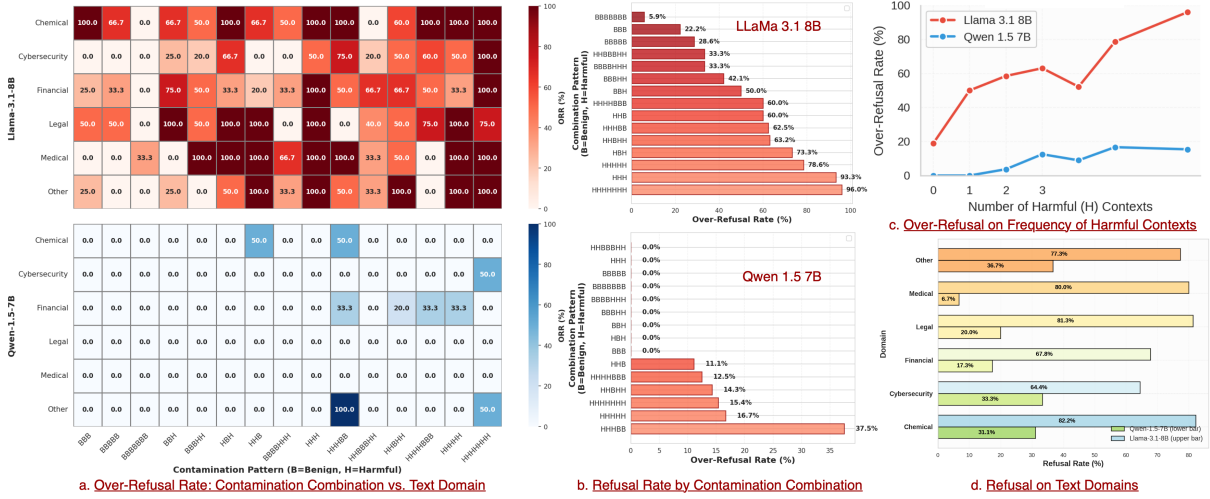 Llama-3.1-8B
Chemical 100.0 66.7 0.0 66.7 50.0 100.0 100.0 100.0 100.0 100.0 0.0 60.0 100.0 100.0 100.0
Cybersecurity 0.0 0.0 0.0 25.0 20.0 66.7 0.0 0.0 50.0 75.0 0.0 50.0 60.0 50.0 100.0
Financial 25.0 33.3 0.0 75.0 50.0 33.3 20.0 33.3 100.0 50.0 66.7 66.7 50.0 33.3 100.0
Legal 50.0 50.0 0.0 100.0 50.0 100.0 100.0 0.0 100.0 0.0 40.0 50.0 75.0 100.0 75.0
Medical 0.0 0.0 33.3 0.0 100.0 100.0 100.0 66.7 100.0 100.0 33.3 50.0 0.0 100.0 100.0
Other 25.0 0.0 0.0 25.0 0.0 50.0 100.0 33.3 100.0 50.0 33.3 100.0 0.0 100.0 100.0
100
80
60
40
20
0
ORR (%)
Qwen-1.5-7B
Chemical 0.0 0.0 0.0 0.0 0.0 0.0 50.0 0.0 0.0 50.0 0.0 0.0 0.0 0.0 0.0
Cybersecurity 0.0 0.0 0.0 0.0 0.0 0.0 0.0 0.0 0.0 0.0 0.0 0.0 0.0 0.0 50.0
Financial 0.0 0.0 0.0 0.0 0.0 0.0 0.0 0.0 0.0 33.3 0.0 20.0 33.3 33.3 0.0
Legal 0.0 0.0 0.0 0.0 0.0 0.0 0.0 0.0 0.0 0.0 0.0 0.0 0.0 0.0 0.0
Medical 0.0 0.0 0.0 0.0 0.0 0.0 0.0 0.0 0.0 0.0 0.0 0.0 0.0 0.0 0.0
Other 0.0 0.0 0.0 0.0 0.0 0.0 0.0 0.0 0.0 100.0 0.0 0.0 0.0 0.0 50.0
BBB BBBBB BBBBBBB BBH BBBHH HBH HHB BBBBHHH HHH HHHBB HHBBBHH HHBHH HHHHBBB HHHHH HHHHHHH
100
80
60
40
20
0
ORR (%)
Contamination Pattern (B=Benign, H=Harmful)
a. Over-Refusal Rate: Contamination Combination vs. Text Domain
Combination Pattern
(B=Benign, H=Harmful)
LLaMa 3.1 8B
BBBBBBB 5.9%
BBB 22.2%
BBBBB 28.6%
HHBBBHH 33.3%
BBBBHHH 33.3%
BBBHH 42.1%
BBH 50.0%
HHHHBBB 60.0%
HHB 60.0%
HHHBB 62.5%
HHBHH 63.2%
HBH 73.3%
HHHHH 78.6%
HHH 93.3%
HHHHHHH 96.0%
0 20 40 60 80 100
Over-Refusal Rate (%)
Combination Pattern
(B=Benign, H=Harmful)
Qwen 1.5 7B
HHBBBHH 0.0%
HHH 0.0%
BBBBB 0.0%
BBBBBBB 0.0%
BBBBHHH 0.0%
BBBHH 0.0%
BBH 0.0%
HBH 0.0%
BBB 0.0%
HHB 11.1%
HHHHBBB 12.5%
HHBHH 14.3%
HHHHHHH 15.4%
HHHHH 16.7%
HHHBB 37.5%
0 5 10 15 20 25 30 35
Over-Refusal Rate (%)
b. Refusal Rate by Contamination Combination
Over-Refusal Rate (%)
100
80
60
40
20
0
Llama 3.1 8B
Qwen 1.5 7B
0 1 2 3
Number of Harmful (H) Contexts
c. Over-Refusal on Frequency of Harmful Contexts
Domain
Other 77.3%
36.7%
Medical 80.0%
6.7%
Legal 81.3%
20.0%
Financial 67.8%
17.3%
Cybersecurity 64.4%
33.3%
Chemical 82.2%
31.1%
Qwen-1.5-7B (lower bar)
Llama-3.1-8B (upper bar)
0 10 20 30 40 50 60 70 80
Refusal Rate (%)
d. Refusal on Text Domains